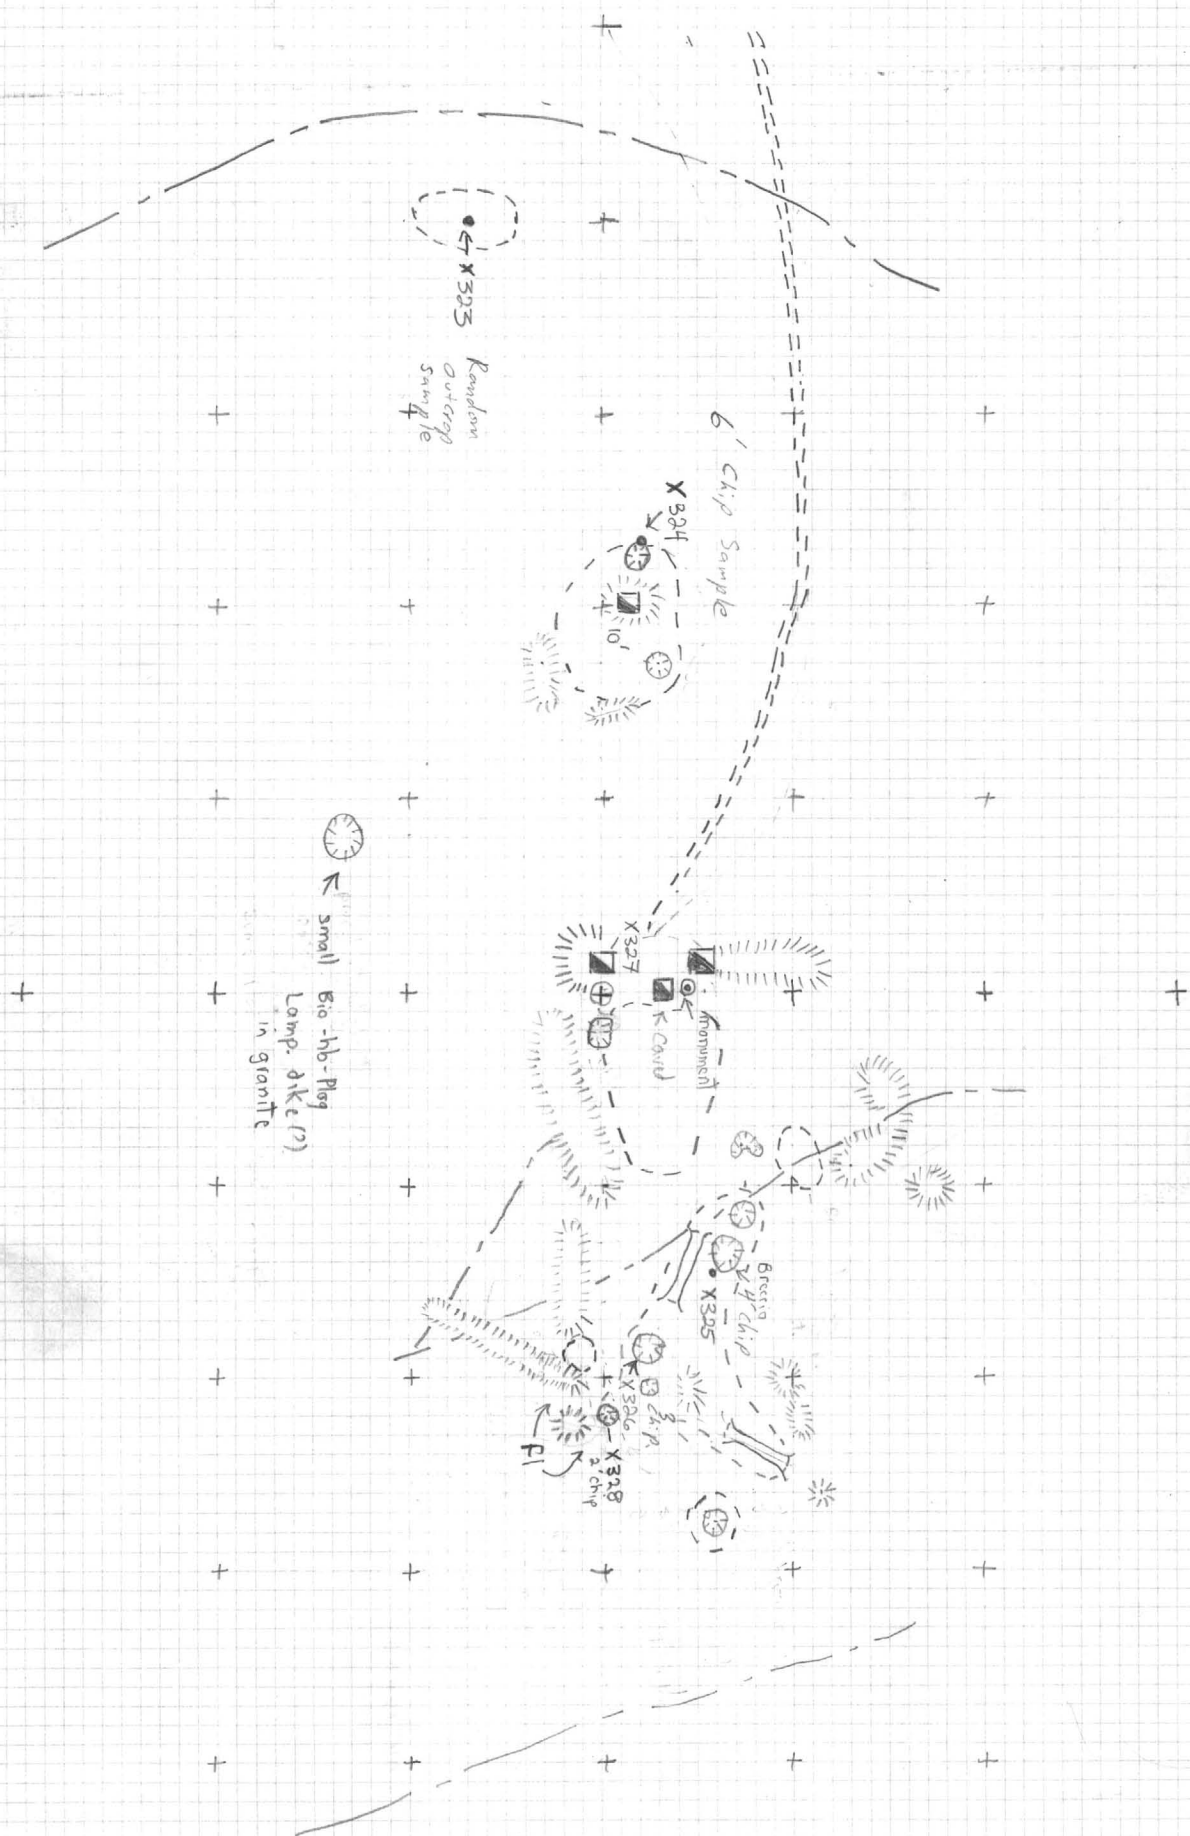 X323
Random
Outcrop
Sample
6' Chip Sample
X324
10'
X327
monument
Caved
small Bio-hb-Plag
Lamp. dike(?)
in granite
Breccia
4' chip
X325
X326
3' chip
X328
2' chip
fl